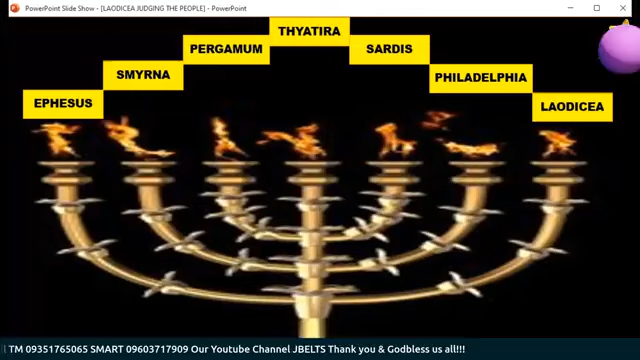 PowerPoint Slide Show - [LAODICEA JUDGING THE PEOPLE] - PowerPoint
THYATIRA
PERGAMUM
SARDIS
SMYRNA
PHILADELPHIA
EPHESUS
LAODICEA
TM 09351765065 SMART 09603717909 Our Youtube Channel JBELTS Thank you & Godbless us all!!!